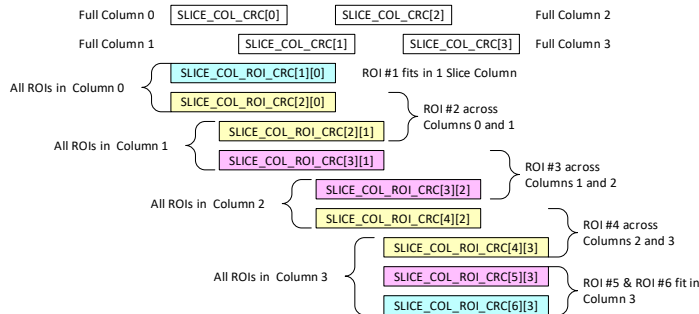 Full Column 0 SLICE_COL_CRC[0] SLICE_COL_CRC[2] Full Column 2
Full Column 1 SLICE_COL_CRC[1] SLICE_COL_CRC[3] Full Column 3
All ROIs in Column 0
SLICE_COL_ROI_CRC[1][0]
ROI #1 fits in 1 Slice Column
SLICE_COL_ROI_CRC[2][0]
ROI #2 across
Columns 0 and 1
All ROIs in Column 1
SLICE_COL_ROI_CRC[2][1]
SLICE_COL_ROI_CRC[3][1]
ROI #3 across
Columns 1 and 2
All ROIs in Column 2
SLICE_COL_ROI_CRC[3][2]
SLICE_COL_ROI_CRC[4][2]
ROI #4 across
Columns 2 and 3
All ROIs in Column 3
SLICE_COL_ROI_CRC[4][3]
SLICE_COL_ROI_CRC[5][3]
SLICE_COL_ROI_CRC[6][3]
ROI #5 & ROI #6 fit in
Column 3